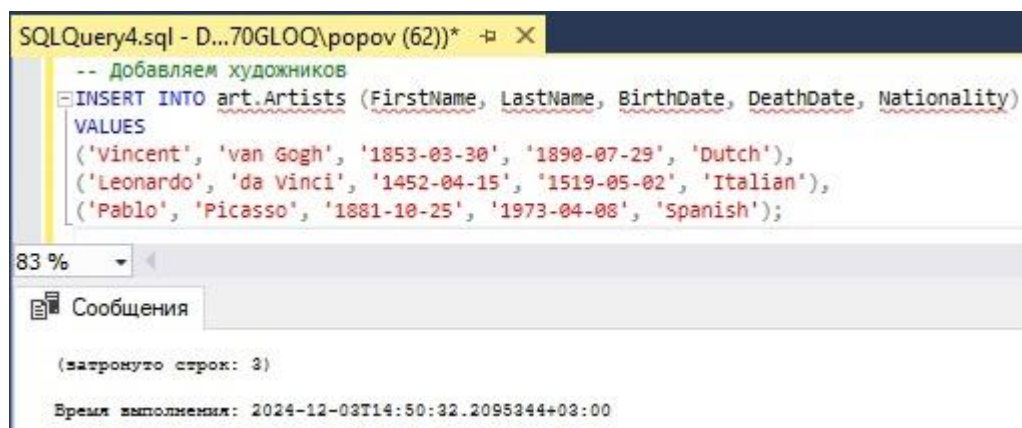 SQLQuery4.sql - D...70GLOQ\popov (62))*
-- Добавляем художников
INSERT INTO art.Artists (FirstName, LastName, BirthDate, DeathDate, Nationality)
VALUES
('Vincent', 'van Gogh', '1853-03-30', '1890-07-29', 'Dutch'),
('Leonardo', 'da Vinci', '1452-04-15', '1519-05-02', 'Italian'),
('Pablo', 'Picasso', '1881-10-25', '1973-04-08', 'Spanish');
83 %
Сообщения
(затронуто строк: 3)
Время выполнения: 2024-12-03T14:50:32.2095344+03:00